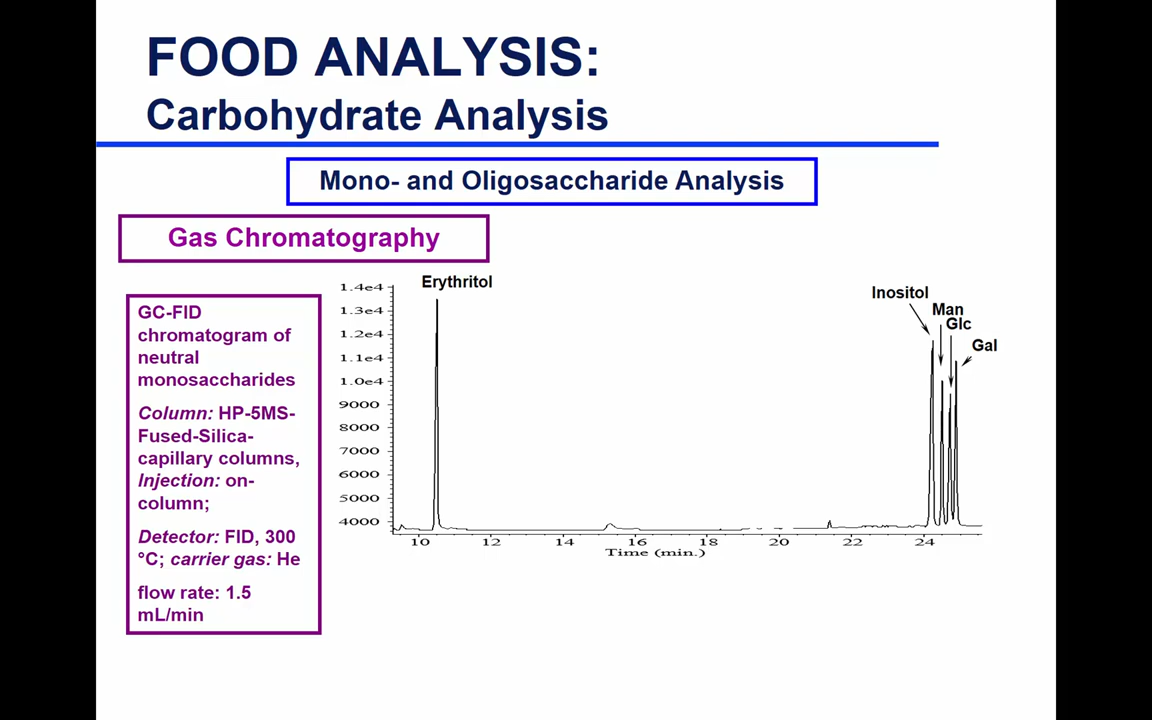 FOOD ANALYSIS:
Carbohydrate Analysis
Mono- and Oligosaccharide Analysis
Gas Chromatography
GC-FID
chromatogram of
neutral
monosaccharides
Column: HP-5MS-
Fused-Silica-
capillary columns,
Injection: on-
column;
Detector: FID, 300
°C; carrier gas: He
flow rate: 1.5
mL/min
Erythritol
Inositol
Man
Glc
Gal
1.4e4
1.3e4
1.2e4
1.1e4
1.0e4
9000
8000
7000
6000
5000
4000
10 12 14 16 18 20 22 24
Time (min.)